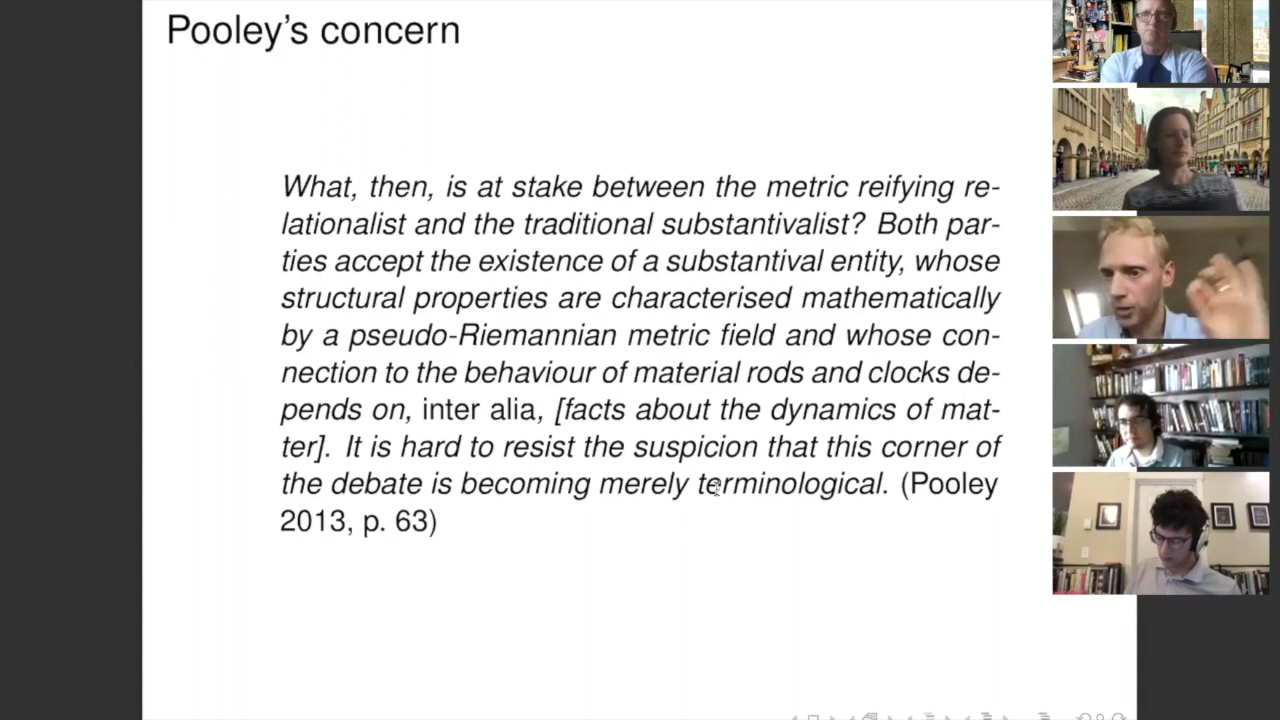 Pooley's concern
What, then, is at stake between the metric reifying re-
lationalist and the traditional substantivalist? Both par-
ties accept the existence of a substantival entity, whose
structural properties are characterised mathematically
by a pseudo-Riemannian metric field and whose con-
nection to the behaviour of material rods and clocks de-
pends on, inter alia, [facts about the dynamics of mat-
ter]. It is hard to resist the suspicion that this corner of
the debate is becoming merely terminological. (Pooley
2013, p. 63)